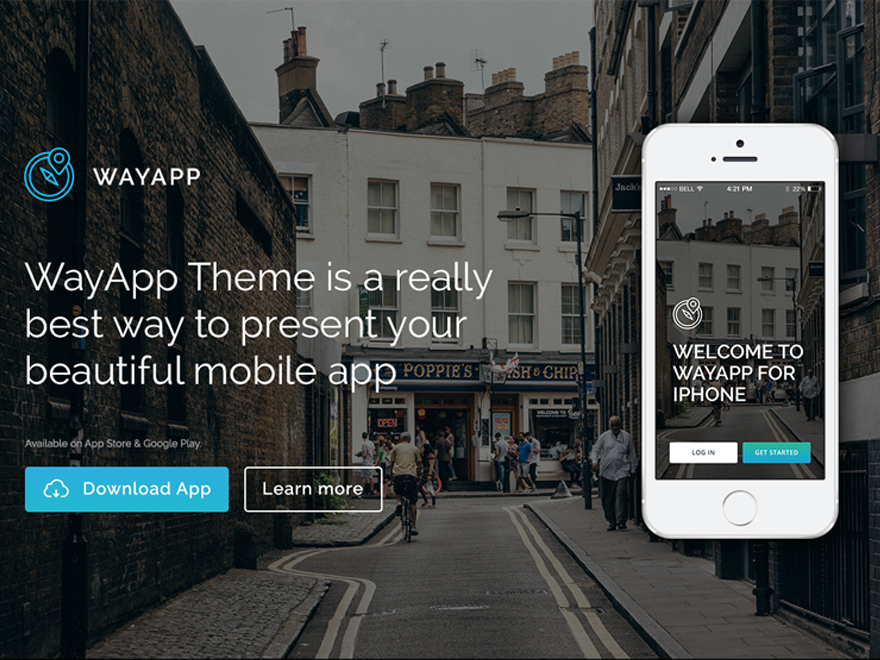 WAYAPP
WayApp Theme is a really
best way to present your
beautiful mobile app
Available on App Store & Google Play.
Download App
Learn more
POPPIE'S FISH & CHIPS
OPEN
WELCOME TO
Jack's
BELL 4:21 PM 22%
WELCOME TO
WAYAPP FOR
IPHONE
LOG IN
GET STARTED